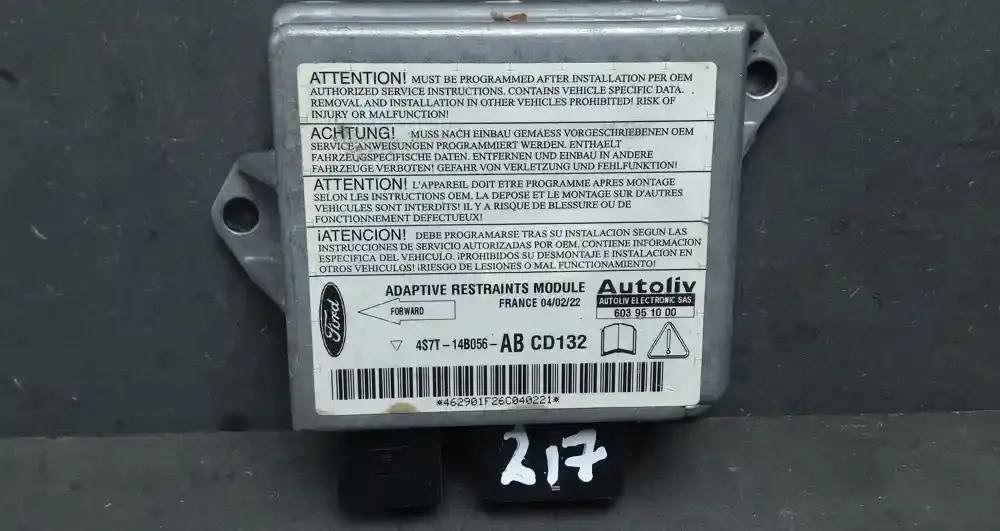 ATTENTION! MUST BE PROGRAMMED AFTER INSTALLATION PER OEM
AUTHORIZED SERVICE INSTRUCTIONS. CONTAINS VEHICLE SPECIFIC DATA.
REMOVAL AND INSTALLATION IN OTHER VEHICLES PROHIBITED! RISK OF
INJURY OR MALFUNCTION!
ACHTUNG! MUSS NACH EINBAU GEMAESS VORGESCHRIEBENEN OEM
SERVICE ANWEISUNGEN PROGRAMMIERT WERDEN. ENTHAELT
FAHRZEUGSPEZIFISCHE DATEN. ENTFERNEN UND EINBAU IN ANDERE
FAHRZEUGE VERBOTEN! GEFAHR VON VERLETZUNG UND FEHLFUNKTION!
ATTENTION! L'APPAREIL DOIT ETRE PROGRAMME APRES MONTAGE
SELON LES INSTRUCTIONS OEM. LA DEPOSE ET LE MONTAGE SUR D'AUTRES
VEHICULES SONT INTERDITS! IL Y A RISQUE DE BLESSURE OU DE
FONCTIONNEMENT DEFECTUEUX!
¡ATENCION! DEBE PROGRAMARSE TRAS SU INSTALACION SEGUN LAS
INSTRUCCIONES DE SERVICIO AUTORIZADAS POR OEM. CONTIENE INFORMACION
ESPECIFICA DEL VEHICULO. ¡PROHIBIDOS SU DESMONTAJE E INSTALACION EN
OTROS VEHICULOS! ¡RIESGO DE LESIONES O MAL FUNCIONAMIENTO!
ADAPTIVE RESTRAINTS MODULE
FRANCE 04/02/22
Autoliv
AUTOLIV ELECTRONIC SAS
603 95 10 00
Ford
FORWARD
4S7T-14B056-AB CD132
*462901F26C040221*
217